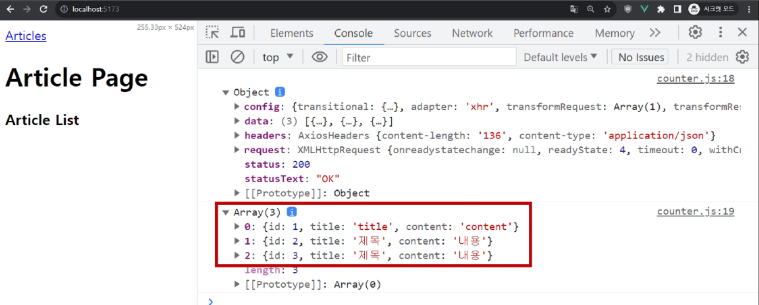 localhost:5173
시크릿 모드
Articles
255.33px × 524px
Article Page
Article List
Elements Console Sources Network Performance Memory >>
top Filter Default levels No Issues 2 hidden
counter.js:18
Object
config: {transitional: {…}, adapter: 'xhr', transformRequest: Array(1), transformRe
data: (3) [{…}, {…}, {…}]
headers: AxiosHeaders {content-length: '136', content-type: 'application/json'}
request: XMLHttpRequest {onreadystatechange: null, readyState: 4, timeout: 0, withCr
status: 200
statusText: "OK"
[[Prototype]]: Object
counter.js:19
Array(3)
0: {id: 1, title: 'title', content: 'content'}
1: {id: 2, title: '제목', content: '내용'}
2: {id: 3, title: '제목', content: '내용'}
length: 3
[[Prototype]]: Array(0)